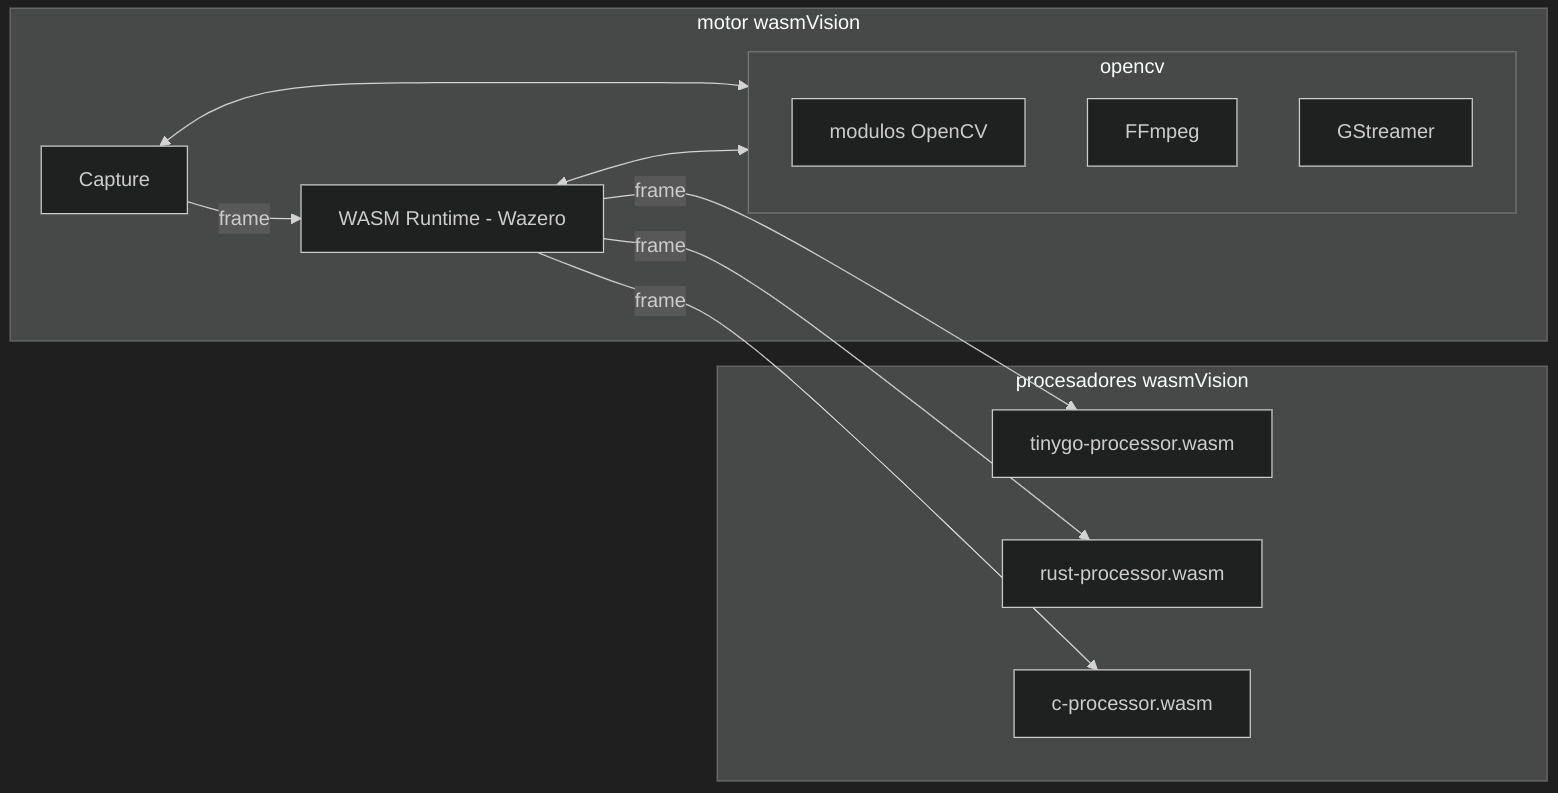 motor wasmVision
opencv
modulos OpenCV
FFmpeg
GStreamer
Capture
frame
WASM Runtime - Wazero
frame
frame
frame
procesadores wasmVision
tinygo-processor.wasm
rust-processor.wasm
c-processor.wasm